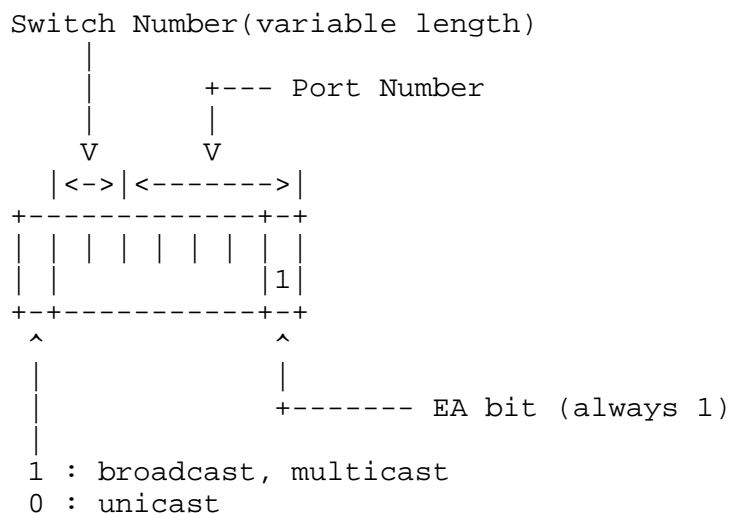 Switch Number(variable length)
    |
    |      +--- Port Number
    |      |
    V      V
  |<->|<------->|
+-------------+-+
| | | | | | | | |
| |           |1|
+-+-----------+-+
 ^             ^
 |             |
 |             +------- EA bit (always 1)
 |
 1 : broadcast, multicast
 0 : unicast